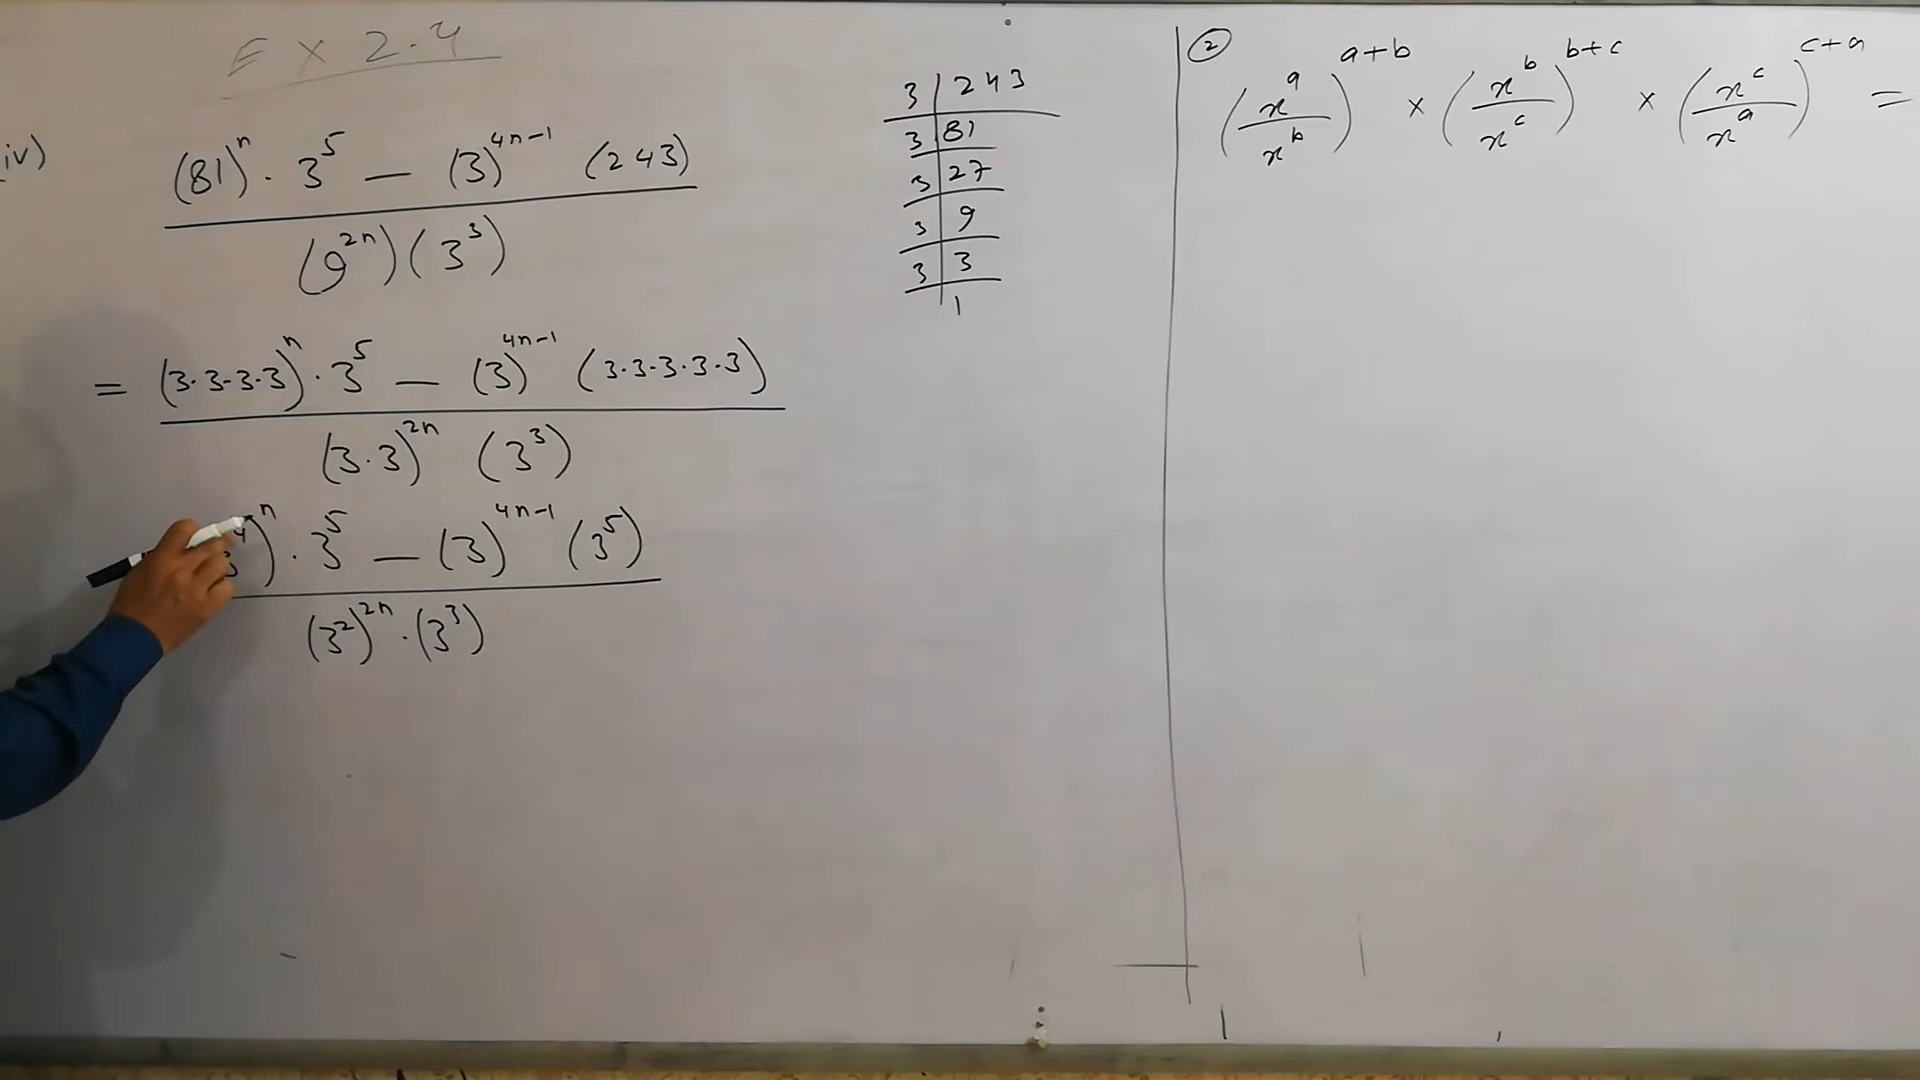 Ex 2.4
iv)
(81)^n · 3^5 — (3)^{4n-1} (243)
(9^{2n})(3^3)
= (3·3·3·3)^n · 3^5 — (3)^{4n-1} (3·3·3·3·3)
(3·3)^{2n} (3^3)
3^4)^n · 3^5 — (3)^{4n-1} (3^5)
(3^2)^{2n} · (3^3)
3 | 243
3 | 81
3 | 27
3 | 9
3 | 3
1
② (x^a / x^b)^{a+b} × (x^b / x^c)^{b+c} × (x^c / x^a)^{c+a} =